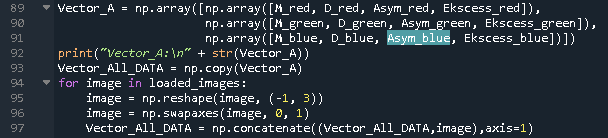 89 Vector_A = np.array([np.array([M_red, D_red, Asym_red, Ekscess_red]),
90 np.array([M_green, D_green, Asym_green, Ekscess_green]),
91 np.array([M_blue, D_blue, Asym_blue, Ekscess_blue])])
92 print("Vector_A:\n" + str(Vector_A))
93 Vector_All_DATA = np.copy(Vector_A)
94 for image in loaded_images:
95 image = np.reshape(image, (-1, 3))
96 image = np.swapaxes(image, 0, 1)
97 Vector_All_DATA = np.concatenate((Vector_All_DATA,image),axis=1)